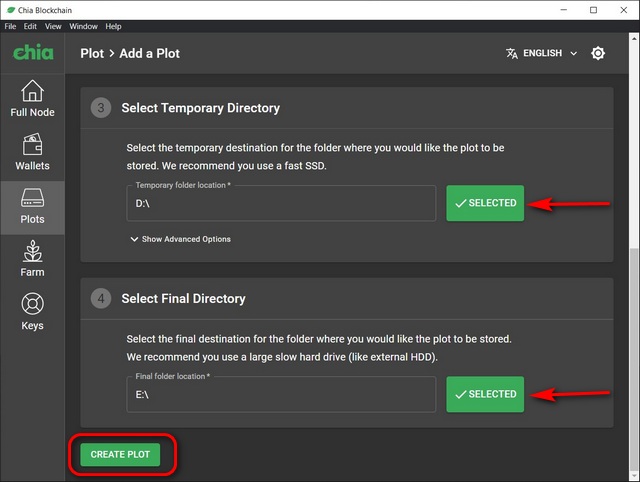 Chia Blockchain
File Edit View Window Help
chia
Plot > Add a Plot
ENGLISH
Full Node
Wallets
Plots
Farm
Keys
3 Select Temporary Directory
Select the temporary destination for the folder where you would like the plot to be
stored. We recommend you use a fast SSD.
Temporary folder location *
D:\
SELECTED
Show Advanced Options
4 Select Final Directory
Select the final destination for the folder where you would like the plot to be stored.
We recommend you use a large slow hard drive (like external HDD).
Final folder location *
E:\
SELECTED
CREATE PLOT